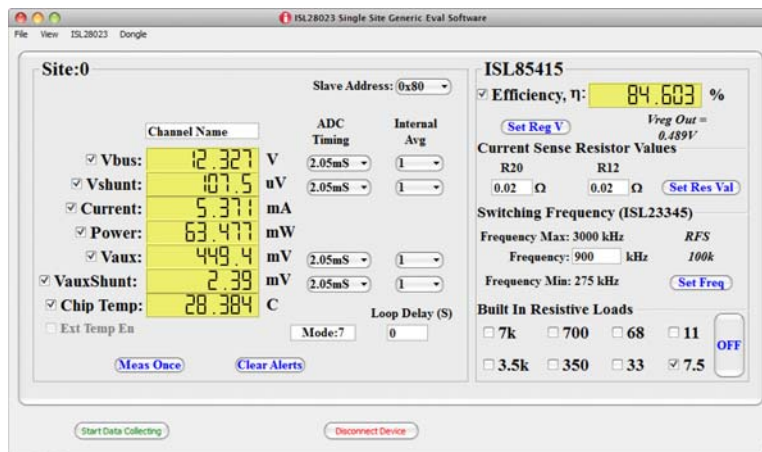 ISL28023 Single Site Generic Eval Software
File View ISL28023 Dongle
Site:0
Slave Address: 0x80
Channel Name
ADC Timing
Internal Avg
Vbus: 12.327 V 2.05mS 1
Vshunt: 107.5 uV 2.05mS 1
Current: 5.371 mA
Power: 63.477 mW
Vaux: 449.4 mV 2.05mS 1
VauxShunt: 2.39 mV 2.05mS 1
Chip Temp: 28.384 C
Ext Temp En
Loop Delay (S)
Mode:7 0
Meas Once Clear Alerts
ISL85415
Efficiency, η: 84.603 %
Set Reg V
Vreg Out =
0.489V
Current Sense Resistor Values
R20 R12
0.02 Ω 0.02 Ω Set Res Val
Switching Frequency (ISL23345)
Frequency Max: 3000 kHz RFS
Frequency: 900 kHz 100k
Frequency Min: 275 kHz Set Freq
Built In Resistive Loads
7k 700 68 11
OFF
3.5k 350 33 7.5
Start Data Collecting Disconnect Device